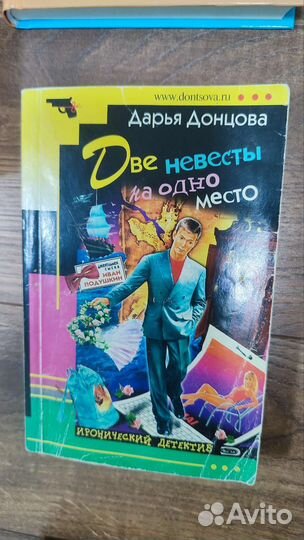 www.dontsova.ru
Дарья Донцова
Две невесты
на одно
место
ИВАН
ПОДУШКИН
ИРОНИЧЕСКИЙ ДЕТЕКТИВ
Avito